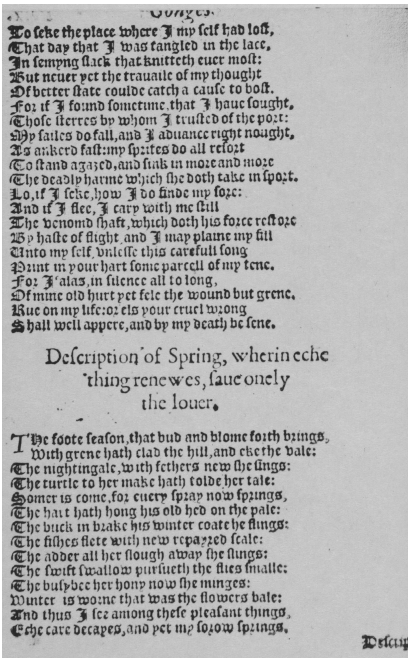 Songes.
To seke the place where I my self had lost,
That day that I was tangled in the lace,
In semyng slack that knitteth euer most:
But neuer yet the trauaile of my thought
Of better state coulde catch a cause to bost.
For if I found sometime, that I haue sought,
Those sterres by whom I trusted of the port:
My sailes do fall, and I aduance right nought,
As ankerd fast: my sprites do all resort
To stand agazed, and sink in more and more
The deadly harme which she doth take in sport.
Lo, if I seke, how I do finde my sore:
And if I flee, I cary with me still
The venomd shaft, which doth his force restore
By haste of flight, and I may plaine my fill
Unto my self, vnlesse this carefull song
Print in your hart some parcell of my tene.
For I alas, in silence all to long,
Of mine old hurt yet fele the wound but grene.
Rue on my life: or els your cruel wrong
Shall well appere, and by my death be sene.
Description of Spring, wherin eche
thing renewes, saue onely
the louer.
THe soote season, that bud and blome forth brings,
With grene hath clad the hill, and eke the vale:
The nightingale, with fethers new she sings:
The turtle to her make hath tolde her tale:
Somer is come, for euery spray now springs,
The hart hath hong his old hed on the pale:
The buck in brake his winter coate he flings:
The fishes flete with new repayred scale:
The adder all her slough away she flings:
The swift swallow pursueth the flies smalle:
The busy bee her hony now she minges:
Winter is worne that was the flowers bale:
And thus I see among these pleasant things,
Eche care decayes, and yet my sorow springs.
Descrip